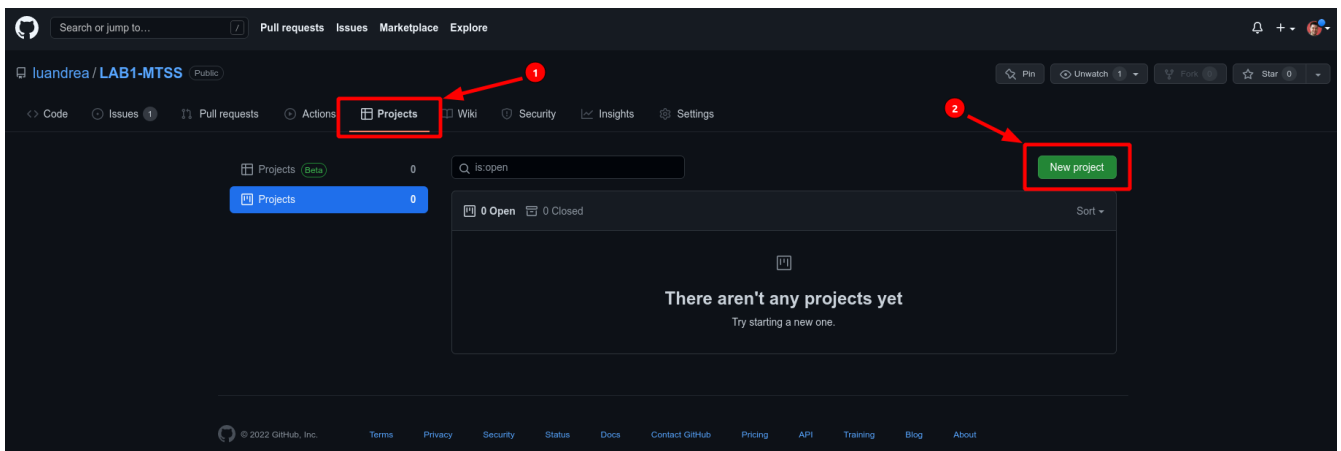 Search or jump to... / Pull requests Issues Marketplace Explore
luandrea / LAB1-MTSS Public 1 Pin Unwatch 1 Fork 0 Star 0
<> Code Issues 1 Pull requests Actions Projects Wiki Security Insights Settings 2
Projects Beta 0 is:open New project
Projects 0
0 Open 0 Closed Sort
There aren't any projects yet
Try starting a new one.
© 2022 GitHub, Inc. Terms Privacy Security Status Docs Contact GitHub Pricing API Training Blog About